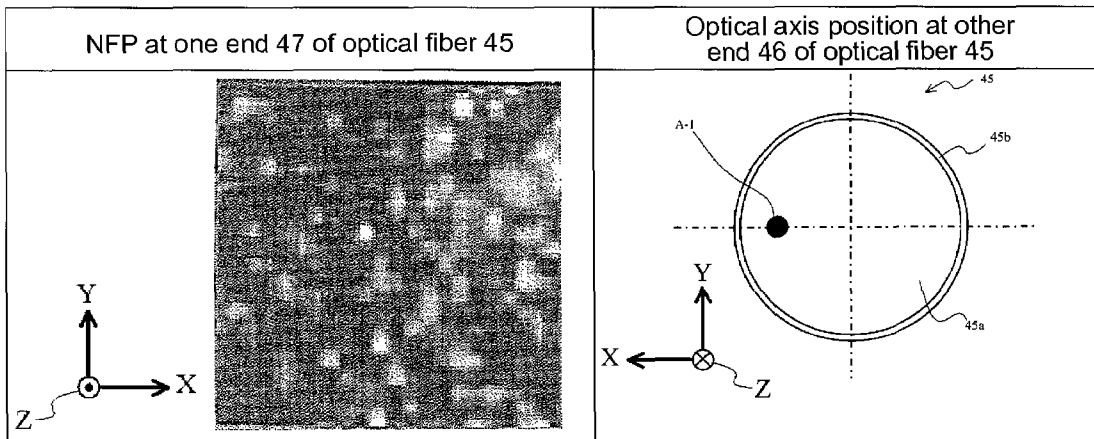 NFP at one end 47 of optical fiber 45
Optical axis position at other
end 46 of optical fiber 45
45
A-1
45b
45a
Y
X
Z
Y
X
Z